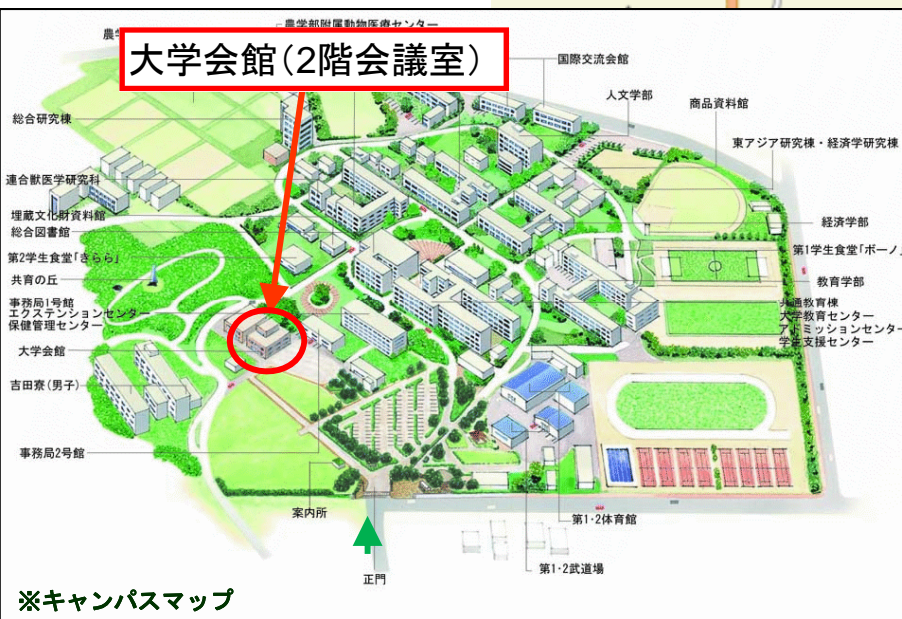 農学部附属動物医療センター
農学
大学会館(2階会議室)
国際交流会館
人文学部
商品資料館
総合研究棟
東アジア研究棟・経済学研究棟
連合獣医学研究科
埋蔵文化財資料館
総合図書館
経済学部
第2学生食堂「きらら」
第1学生食堂「ボーノ」
共育の丘
教育学部
事務局1号館
エクステンションセンター
保健管理センター
共通教育棟
大学教育センター
アドミッションセンター
学生支援センター
大学会館
吉田寮(男子)
事務局2号館
案内所
第1・2体育館
第1・2武道場
正門
※キャンパスマップ